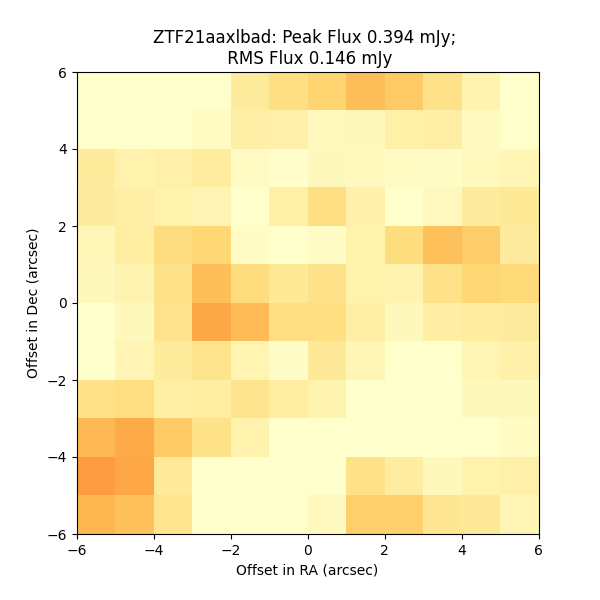 ZTF21aaxlbad: Peak Flux 0.394 mJy;
RMS Flux 0.146 mJy
6
4
2
0
−2
−4
−6
Offset in Dec (arcsec)
−6 −4 −2 0 2 4 6
Offset in RA (arcsec)